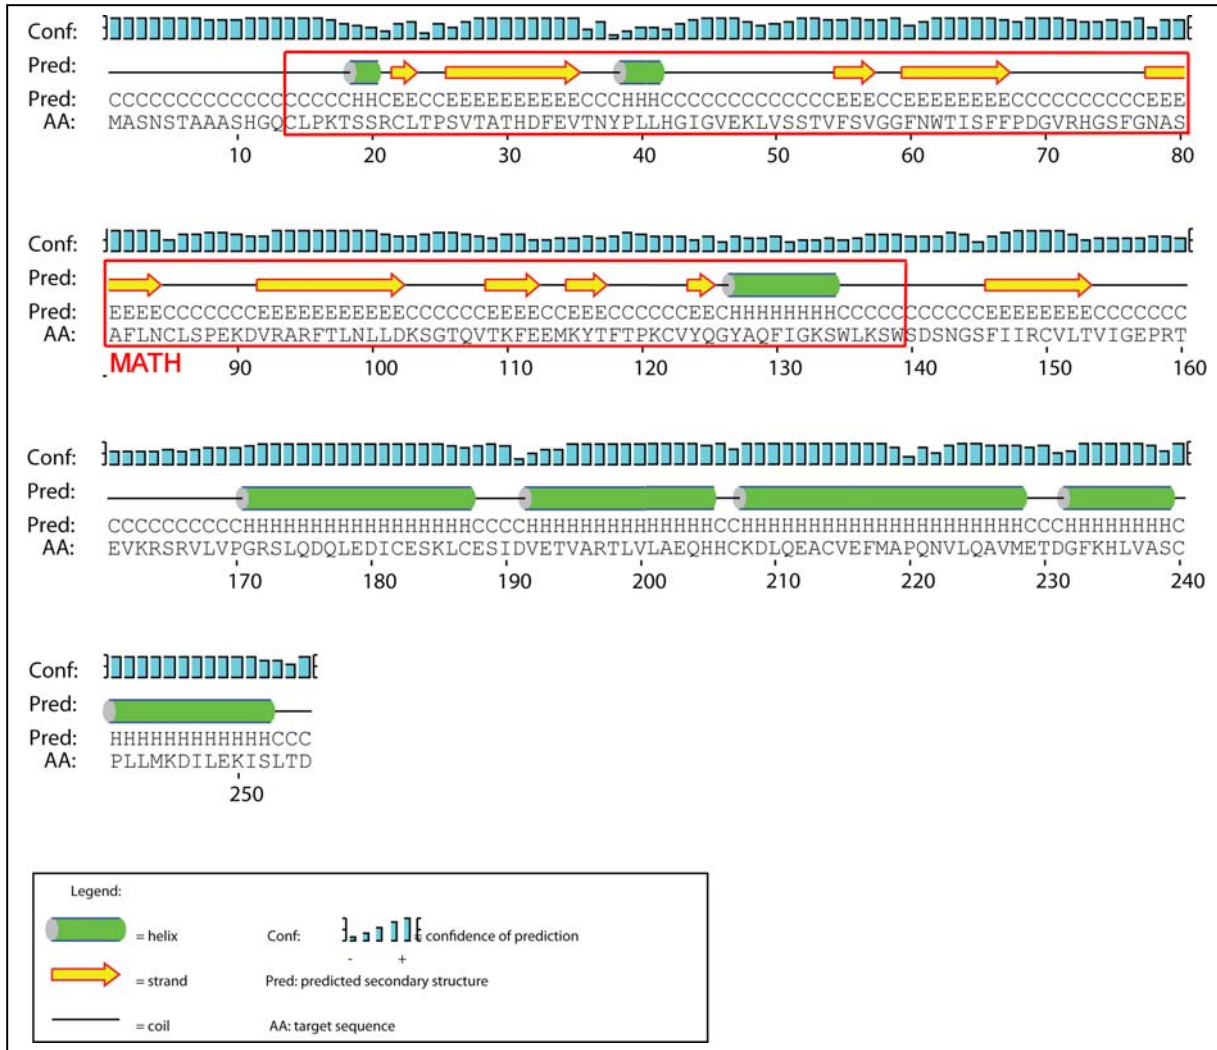 Conf:
Pred:
Pred: CCCCCCCCCCCCCCCCCCHHCEECCEEEEEEEEEECCCHHHCCCCCCCCCCCCCEEECCEEEEEEEECCCCCCCCCCEEE
AA: MASNSTAAASHGQCLPKTSSRCLTPSVTATHDFEVTNYPLLHGIGVEKLVSSTVFSVGGFNWTISFFPDGVRHGSFGNAS
10 20 30 40 50 60 70 80
Conf:
Pred:
Pred: EEEECCCCCCCEEEEEEEEEEECCCCCCEEEECCEEECCCCCCEECHHHHHHHHCCCCCCCCCCCEEEEEEEECCCCCCC
AA: AFLNCLSPEKDVRARFTLNLLDKSGTQVTKFEEMKYTFTPKCVYQGYAQFIGKSWLKSWSDSNGSFIIRCVLTVIGEPRT
MATH
90 100 110 120 130 140 150 160
Conf:
Pred:
Pred: CCCCCCCCCCHHHHHHHHHHHHHHHHHCCCCHHHHHHHHHHHHHHCCHHHHHHHHHHHHHHHHHHHHHCCCHHHHHHHHC
AA: EVKRSRVLVPGRSLQDQLEDICESKLCESIDVETVARTLVLAEQHHCKDLQEACVEFMAPQNVLQAVMETDGFKHLVASC
170 180 190 200 210 220 230 240
Conf:
Pred:
Pred: HHHHHHHHHHHHCCC
AA: PLLMKDILEKISLTD
250
Legend:
= helix Conf: = confidence of prediction
- +
= strand Pred: predicted secondary structure
= coil AA: target sequence